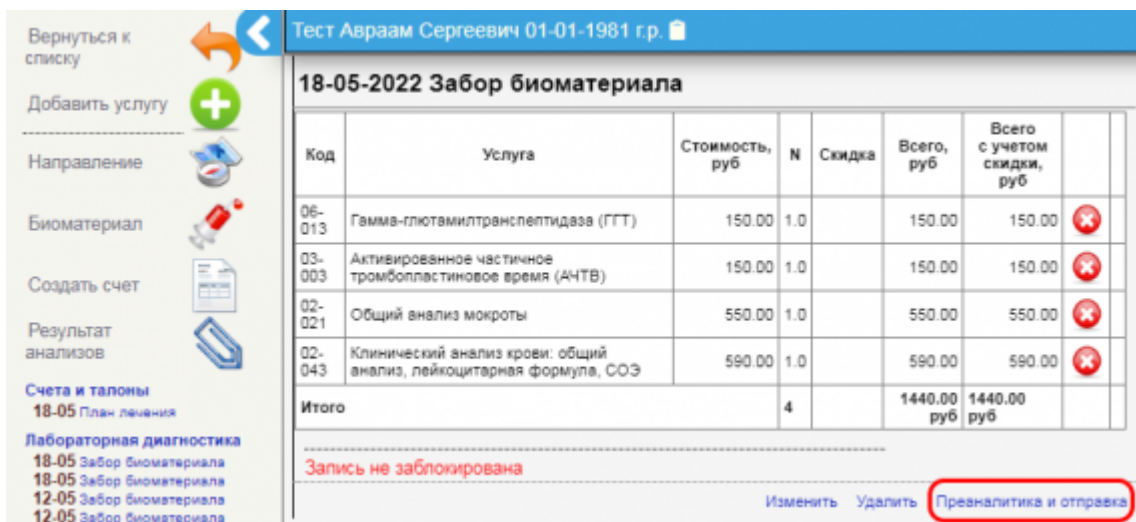 Вернуться к
списку
Добавить услугу
Направление
Биоматериал
Создать счет
Результат
анализов
Счета и талоны
18-05 План лечения
Лабораторная диагностика
18-05 Забор биоматериала
18-05 Забор биоматериала
12-05 Забор биоматериала
12-05 Забор биоматериала
Тест Авраам Сергеевич 01-01-1981 г.р.
18-05-2022 Забор биоматериала
Код Услуга Стоимость, руб N Скидка Всего, руб Всего с учетом скидки, руб
06-013 Гамма-глютамилтранспептидаза (ГГТ) 150.00 1.0 150.00 150.00
03-003 Активированное частичное тромбопластиновое время (АЧТВ) 150.00 1.0 150.00 150.00
02-021 Общий анализ мокроты 550.00 1.0 550.00 550.00
02-043 Клинический анализ крови: общий анализ, лейкоцитарная формула, СОЭ 590.00 1.0 590.00 590.00
Итого 4 1440.00 руб 1440.00 руб
Запись не заблокирована
Изменить Удалить Преаналитика и отправка